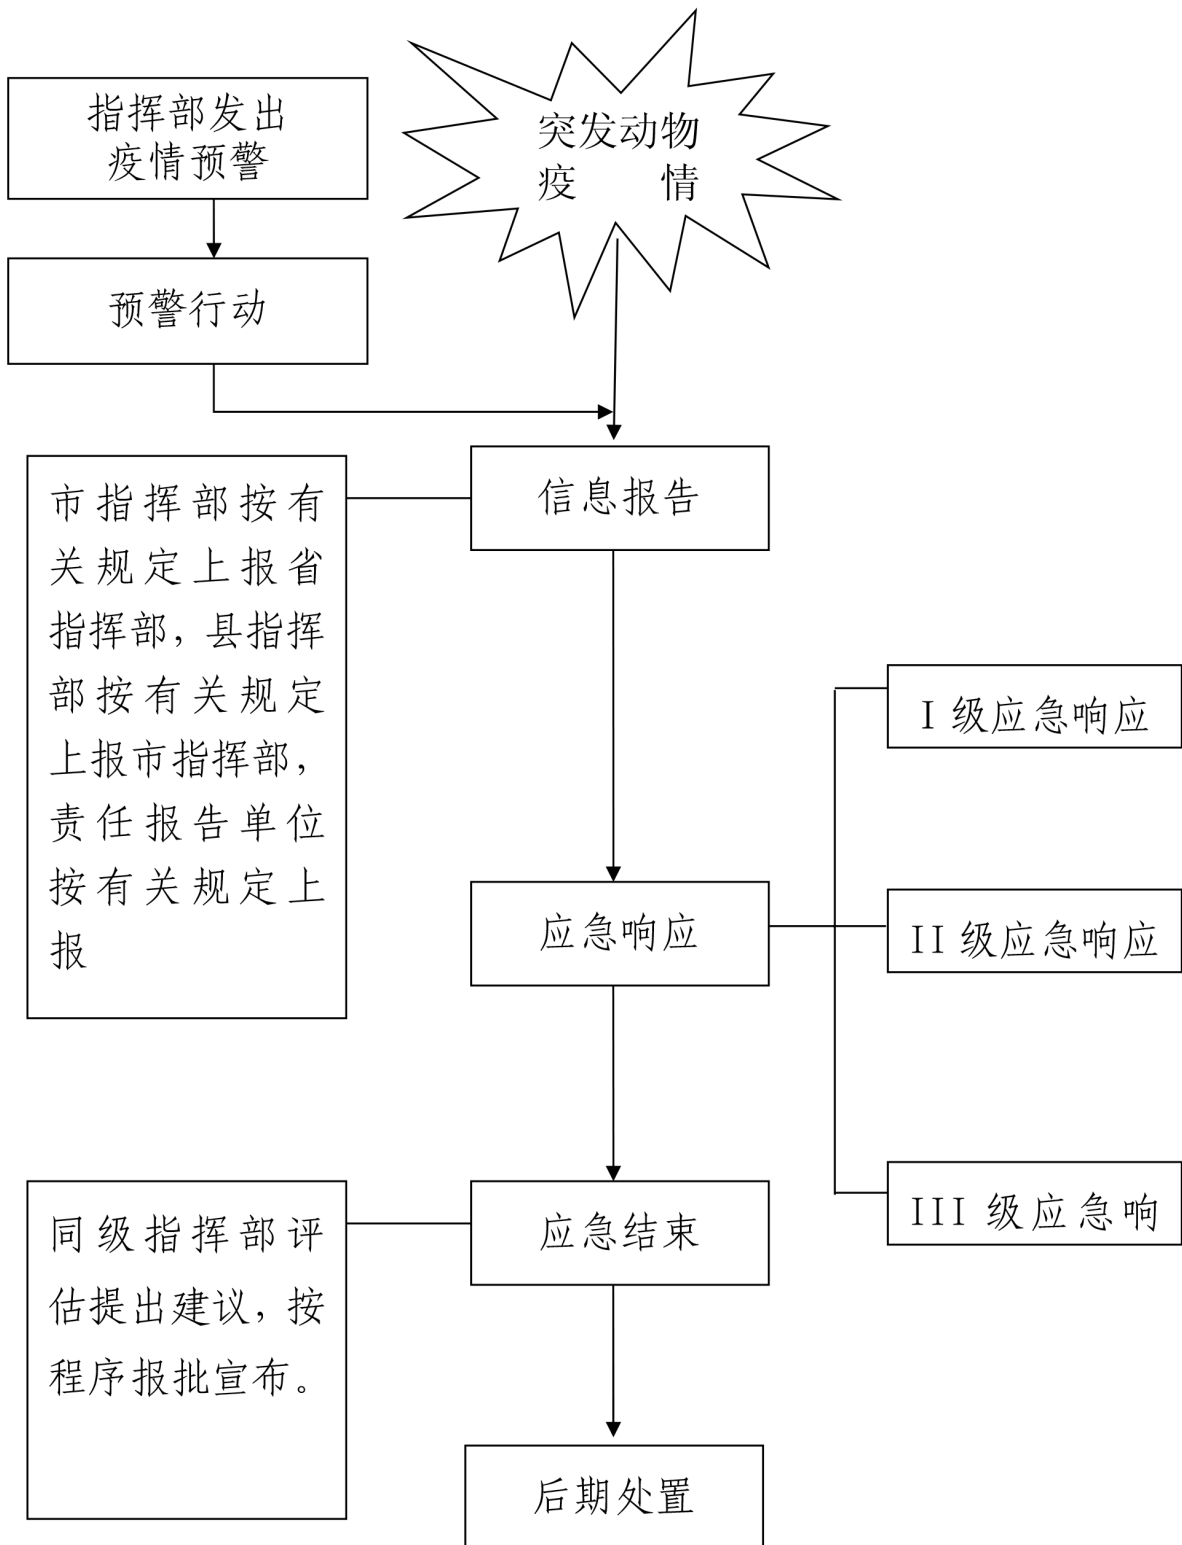 指挥部发出
疫情预警
突发动物
疫 情
预警行动
信息报告
市指挥部按有
关规定上报省
指挥部，县指挥
部按有关规定
上报市指挥部，
责任报告单位
按有关规定上
报
I 级应急响应
应急响应
II 级应急响应
III 级应急响
应急结束
同级指挥部评
估提出建议，按
程序报批宣布。
后期处置